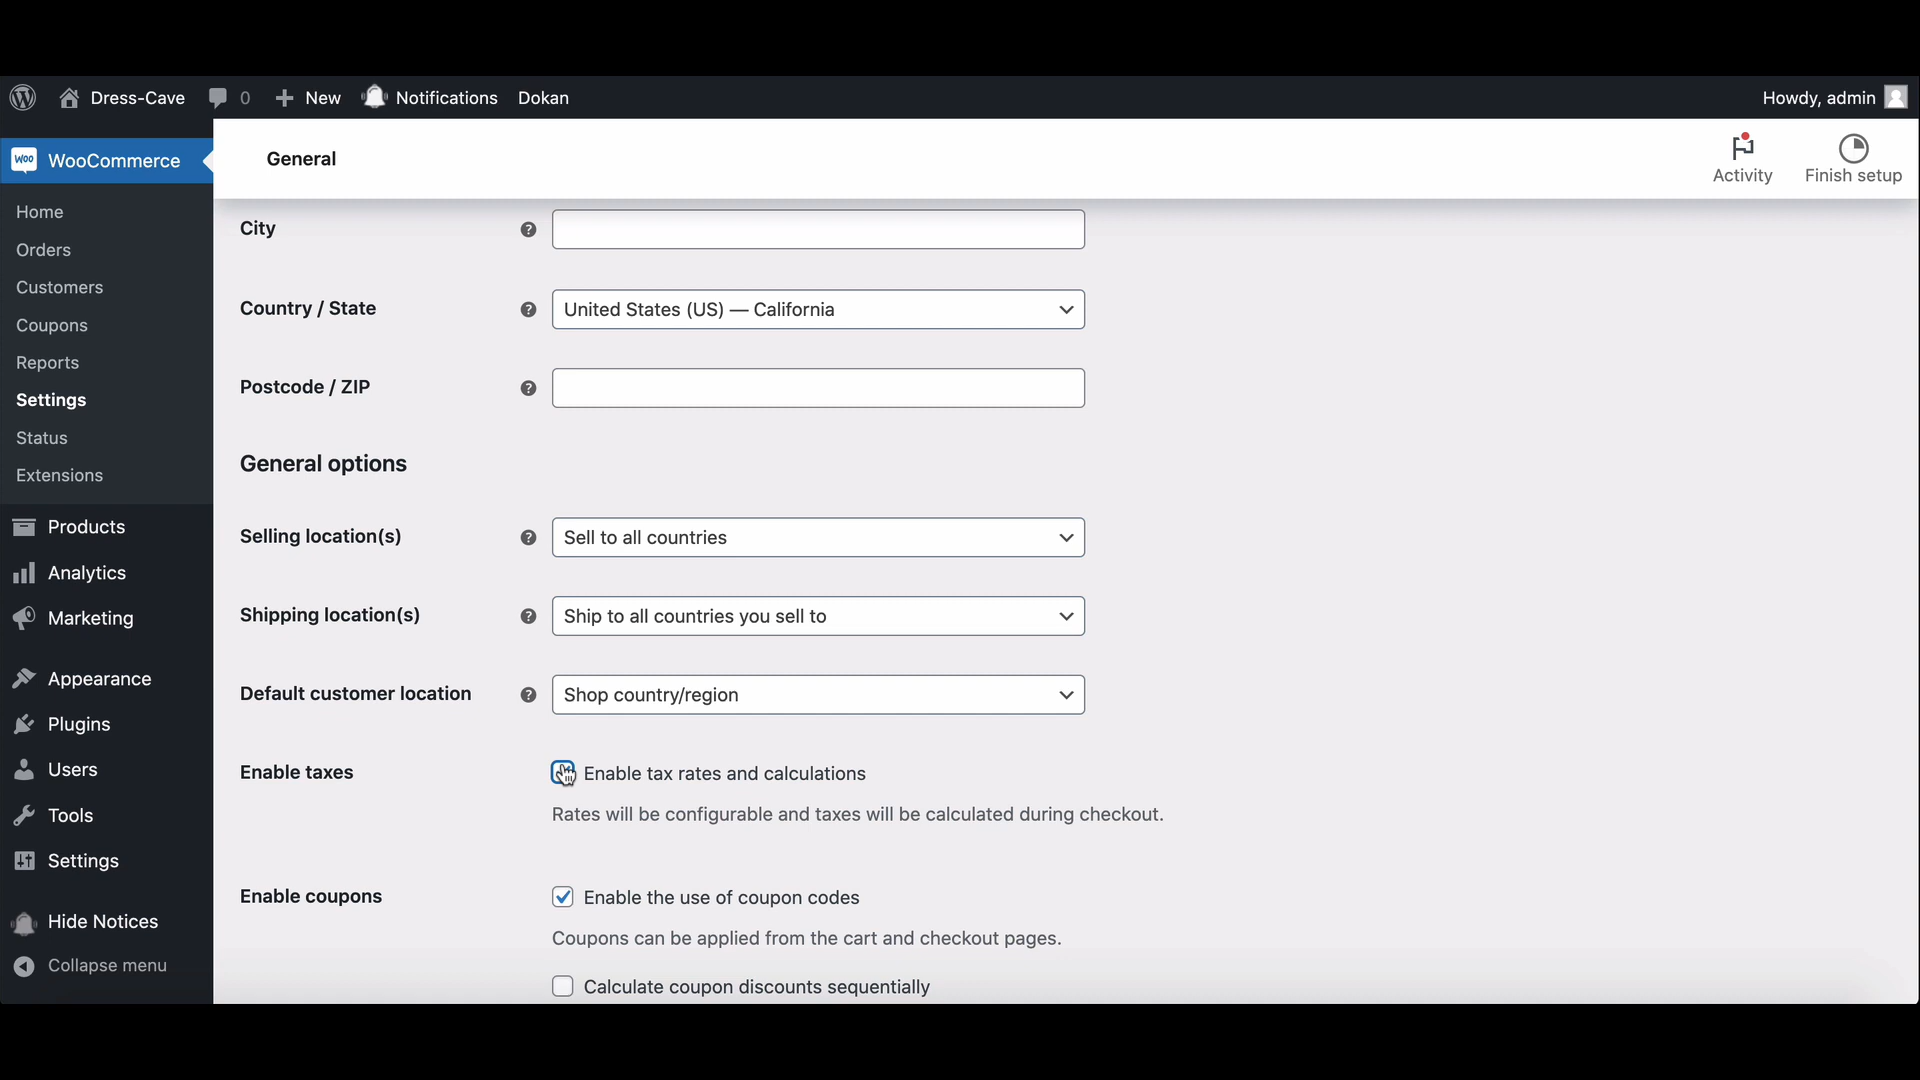 Dress-Cave 0 New Notifications Dokan Howdy, admin
Woo WooCommerce
Home
Orders
Customers
Coupons
Reports
Settings
Status
Extensions
Products
Analytics
Marketing
Appearance
Plugins
Users
Tools
Settings
Hide Notices
Collapse menu
General
Activity
Finish setup
City ?
Country / State ? United States (US) — California
Postcode / ZIP ?
General options
Selling location(s) ? Sell to all countries
Shipping location(s) ? Ship to all countries you sell to
Default customer location ? Shop country/region
Enable taxes Enable tax rates and calculations
Rates will be configurable and taxes will be calculated during checkout.
Enable coupons Enable the use of coupon codes
Coupons can be applied from the cart and checkout pages.
Calculate coupon discounts sequentially